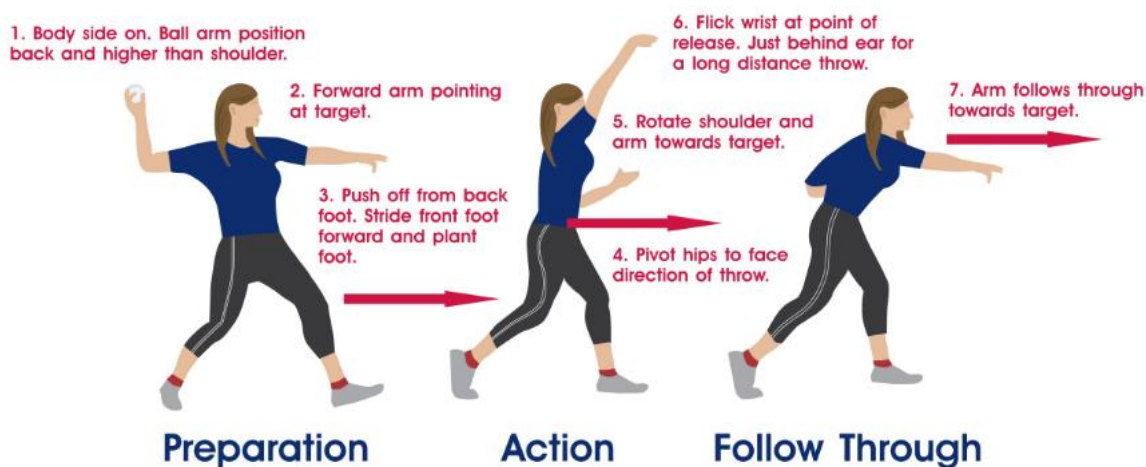 1. Body side on. Ball arm position
back and higher than shoulder.
2. Forward arm pointing
at target.
3. Push off from back
foot. Stride front foot
forward and plant
foot.
4. Pivot hips to face
direction of throw.
5. Rotate shoulder and
arm towards target.
6. Flick wrist at point of
release. Just behind ear for
a long distance throw.
7. Arm follows through
towards target.
Preparation
Action
Follow Through